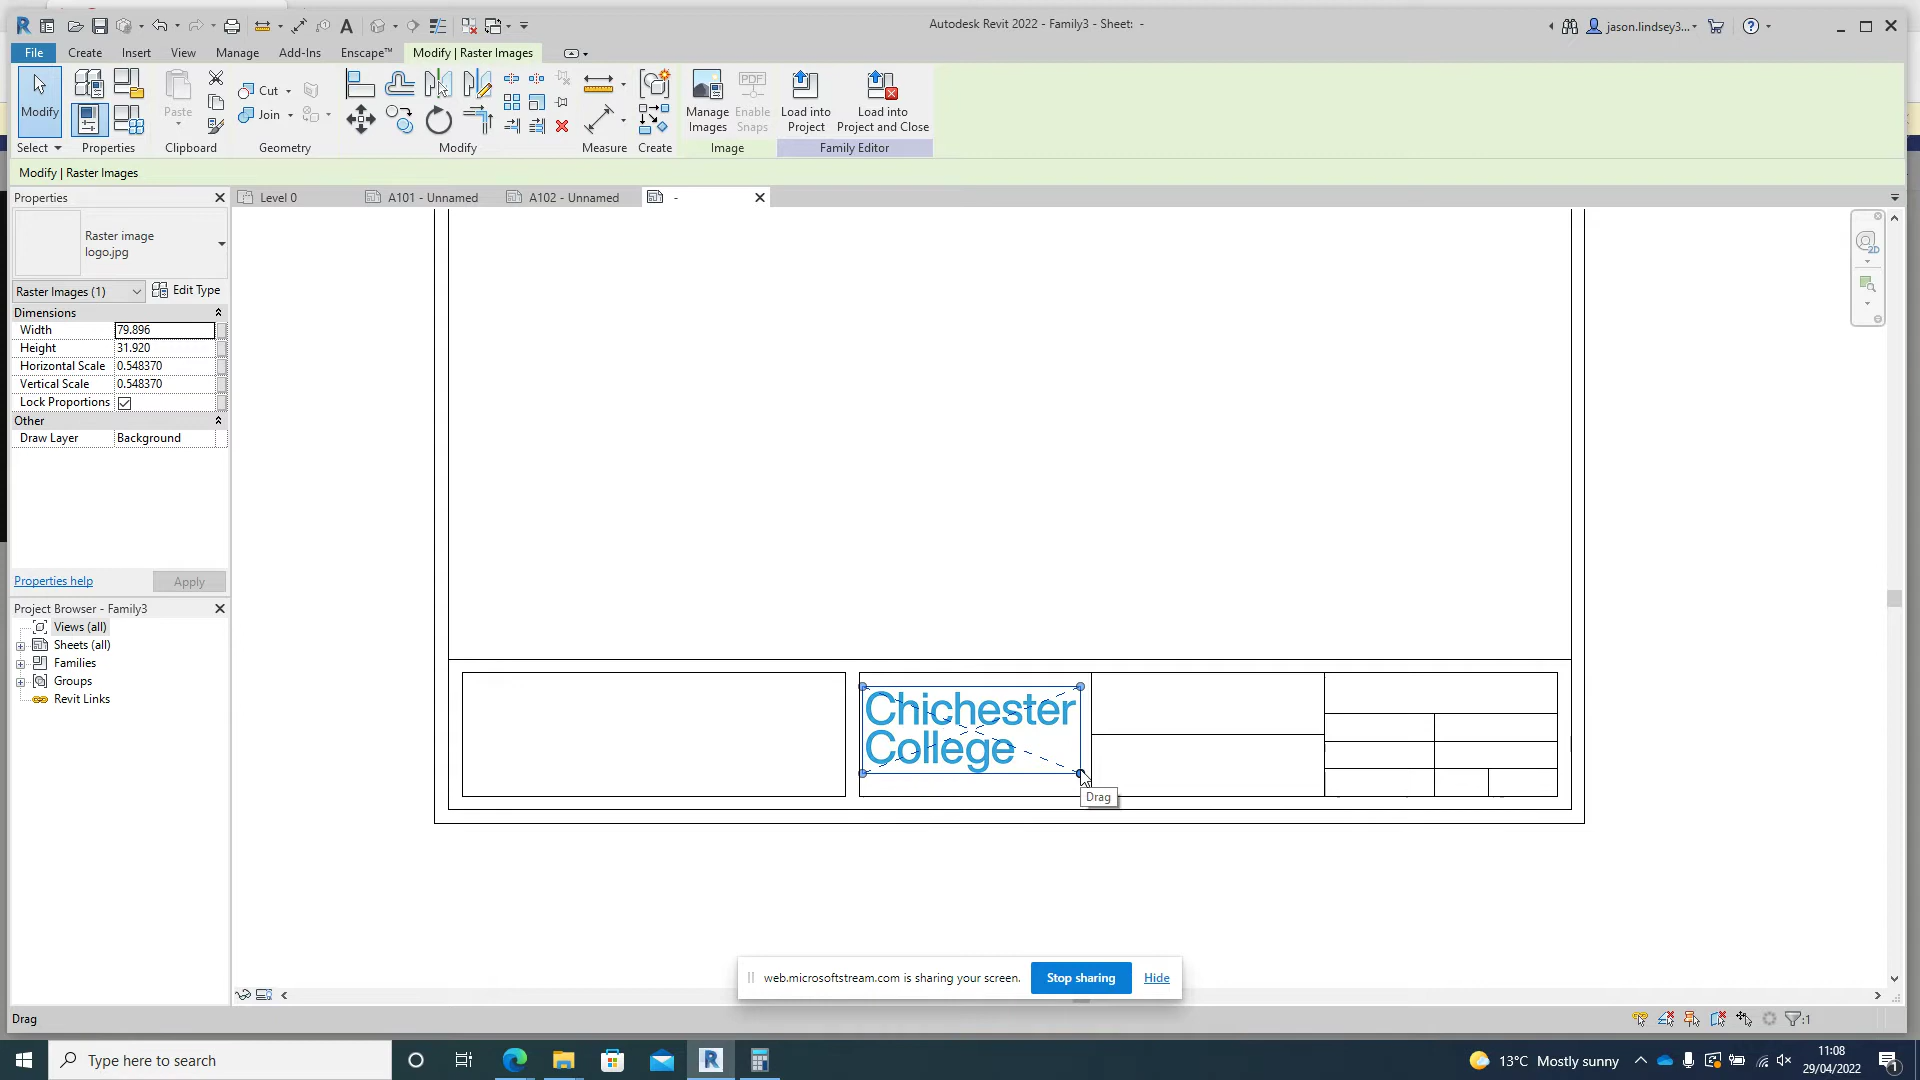 Autodesk Revit 2022 - Family3 - Sheet: -
jason.lindsey3...
File
Create
Insert
View
Manage
Add-Ins
Enscape™
Modify | Raster Images
Modify
Paste
Cut
Join
Manage Images
Enable Snaps
Load into Project
Load into Project and Close
Select
Properties
Clipboard
Geometry
Modify
Measure
Create
Image
Family Editor
Modify | Raster Images
Properties
Level 0
A101 - Unnamed
A102 - Unnamed
-
Raster image
logo.jpg
Raster Images (1)
Edit Type
Dimensions
Width 79.896
Height 31.920
Horizontal Scale 0.548370
Vertical Scale 0.548370
Lock Proportions
Other
Draw Layer Background
Properties help
Apply
Project Browser - Family3
Views (all)
Sheets (all)
Families
Groups
Revit Links
Chichester
College
Drag
web.microsoftstream.com is sharing your screen.
Stop sharing
Hide
Drag
:1
Type here to search
13°C Mostly sunny
11:08
29/04/2022
1